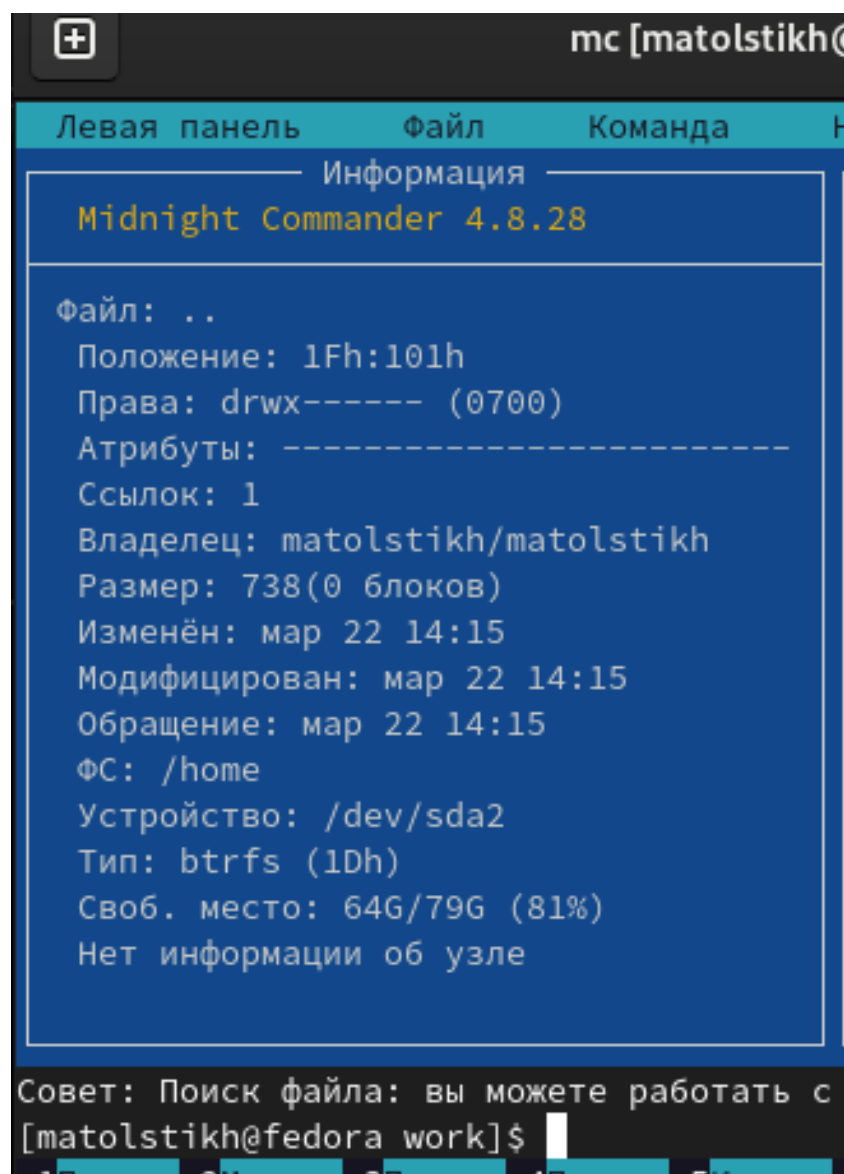 mc [matolstikh@
Левая панель Файл Команда
Информация
Midnight Commander 4.8.28
Файл: ..
Положение: 1Fh:101h
Права: drwx------ (0700)
Атрибуты: -------------------------
Ссылок: 1
Владелец: matolstikh/matolstikh
Размер: 738(0 блоков)
Изменён: мар 22 14:15
Модифицирован: мар 22 14:15
Обращение: мар 22 14:15
ФС: /home
Устройство: /dev/sda2
Тип: btrfs (1Dh)
Своб. место: 64G/79G (81%)
Нет информации об узле
Совет: Поиск файла: вы можете работать с
[matolstikh@fedora work]$